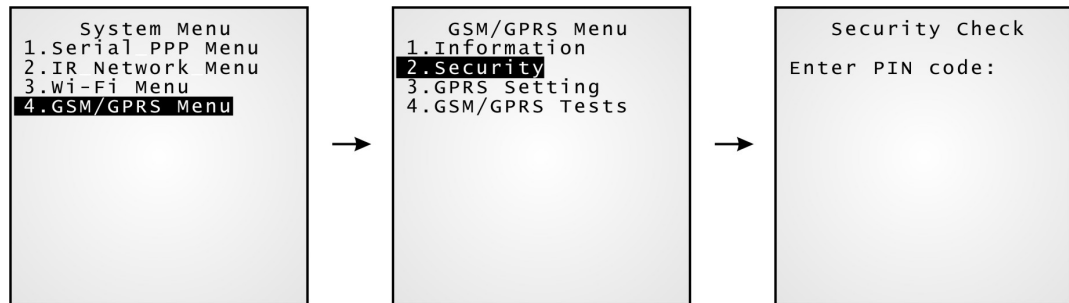 System Menu
1.Serial PPP Menu
2.IR Network Menu
3.Wi-Fi Menu
4.GSM/GPRS Menu
GSM/GPRS Menu
1.Information
2.Security
3.GPRS Setting
4.GSM/GPRS Tests
Security Check
Enter PIN code: